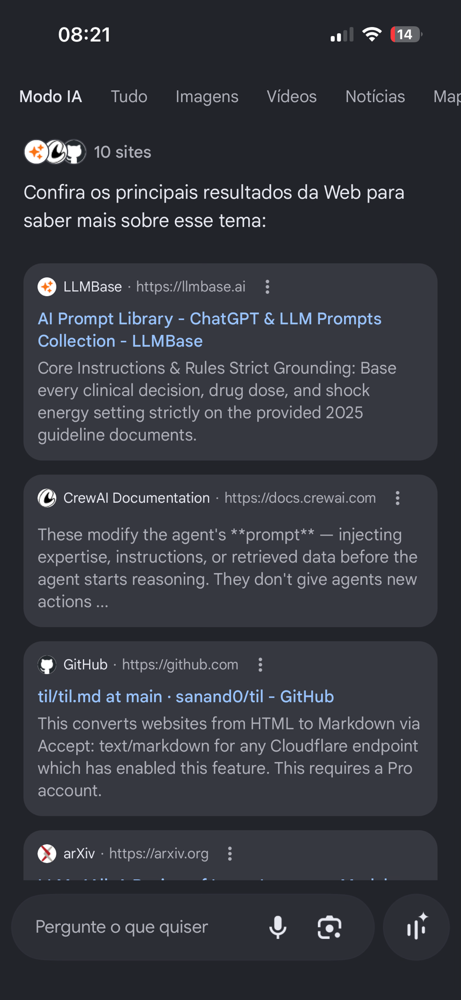 08:21
14
Modo IA Tudo Imagens Vídeos Notícias Map
10 sites
Confira os principais resultados da Web para
saber mais sobre esse tema:
LLMBase · https://llmbase.ai
AI Prompt Library - ChatGPT & LLM Prompts
Collection - LLMBase
Core Instructions & Rules Strict Grounding: Base
every clinical decision, drug dose, and shock
energy setting strictly on the provided 2025
guideline documents.
CrewAI Documentation · https://docs.crewai.com
These modify the agent's **prompt** — injecting
expertise, instructions, or retrieved data before the
agent starts reasoning. They don't give agents new
actions ...
GitHub · https://github.com
til/til.md at main · sanand0/til - GitHub
This converts websites from HTML to Markdown via
Accept: text/markdown for any Cloudflare endpoint
which has enabled this feature. This requires a Pro
account.
arXiv · https://arxiv.org
Pergunte o que quiser